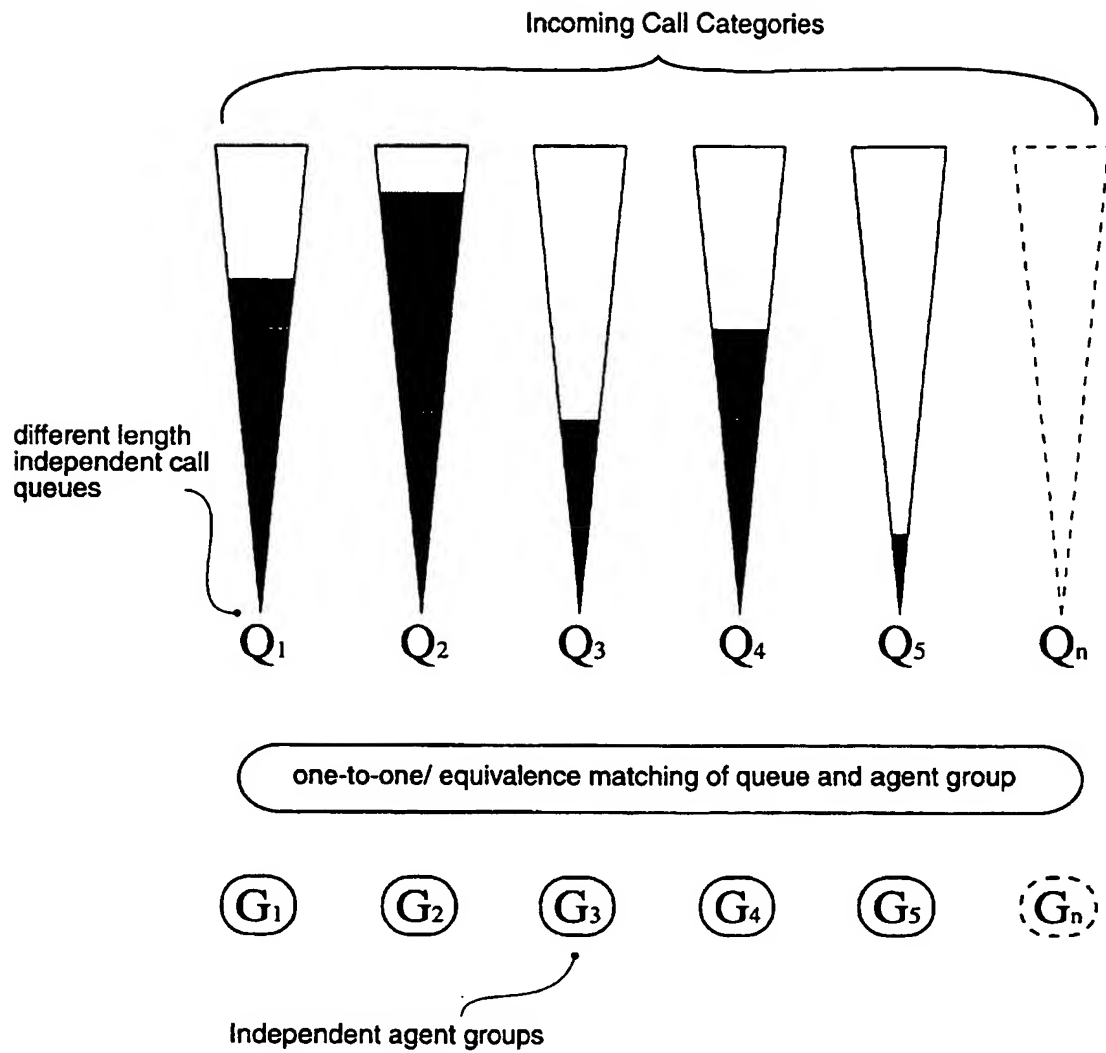 Incoming Call Categories
different length
independent call
queues
Q1 Q2 Q3 Q4 Q5 Qn
one-to-one/ equivalence matching of queue and agent group
G1 G2 G3 G4 G5 Gn
Independent agent groups